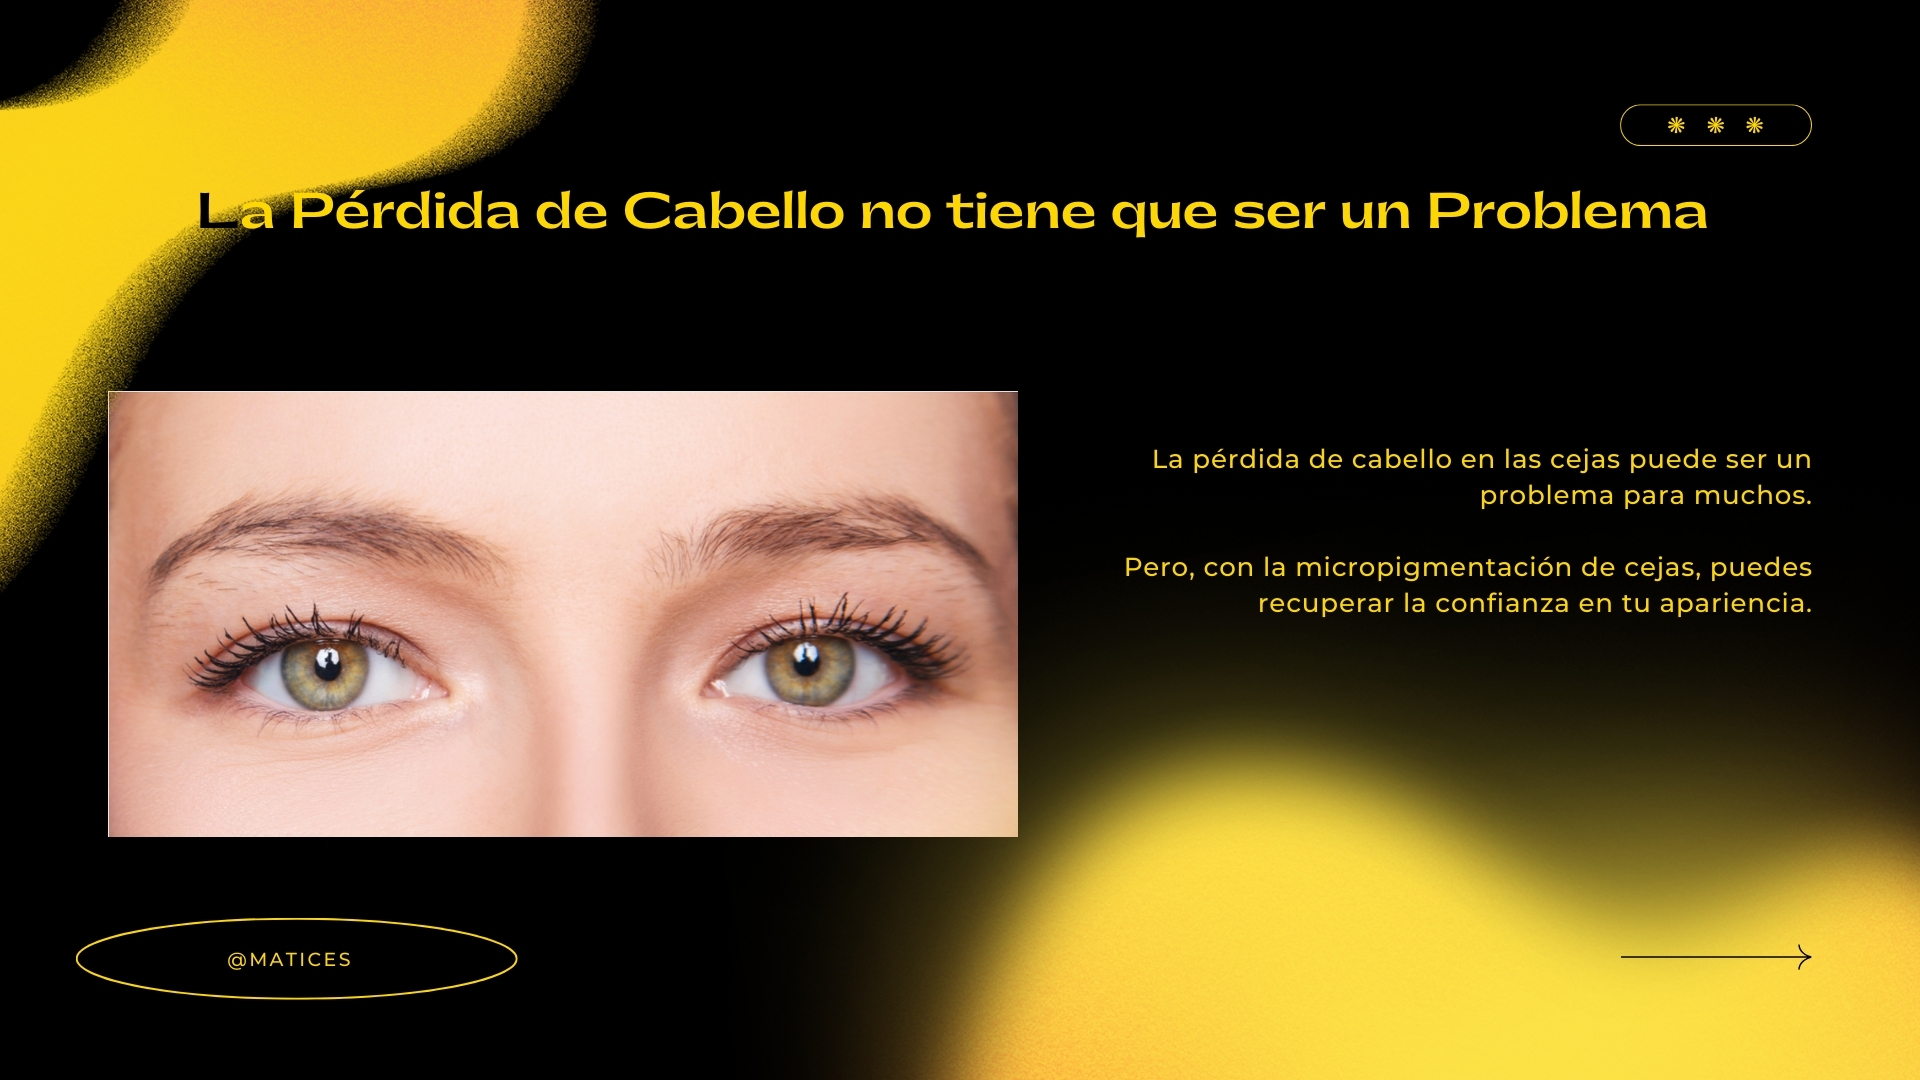 La Pérdida de Cabello no tiene que ser un Problema
La pérdida de cabello en las cejas puede ser un
problema para muchos.
Pero, con la micropigmentación de cejas, puedes
recuperar la confianza en tu apariencia.
@MATICES